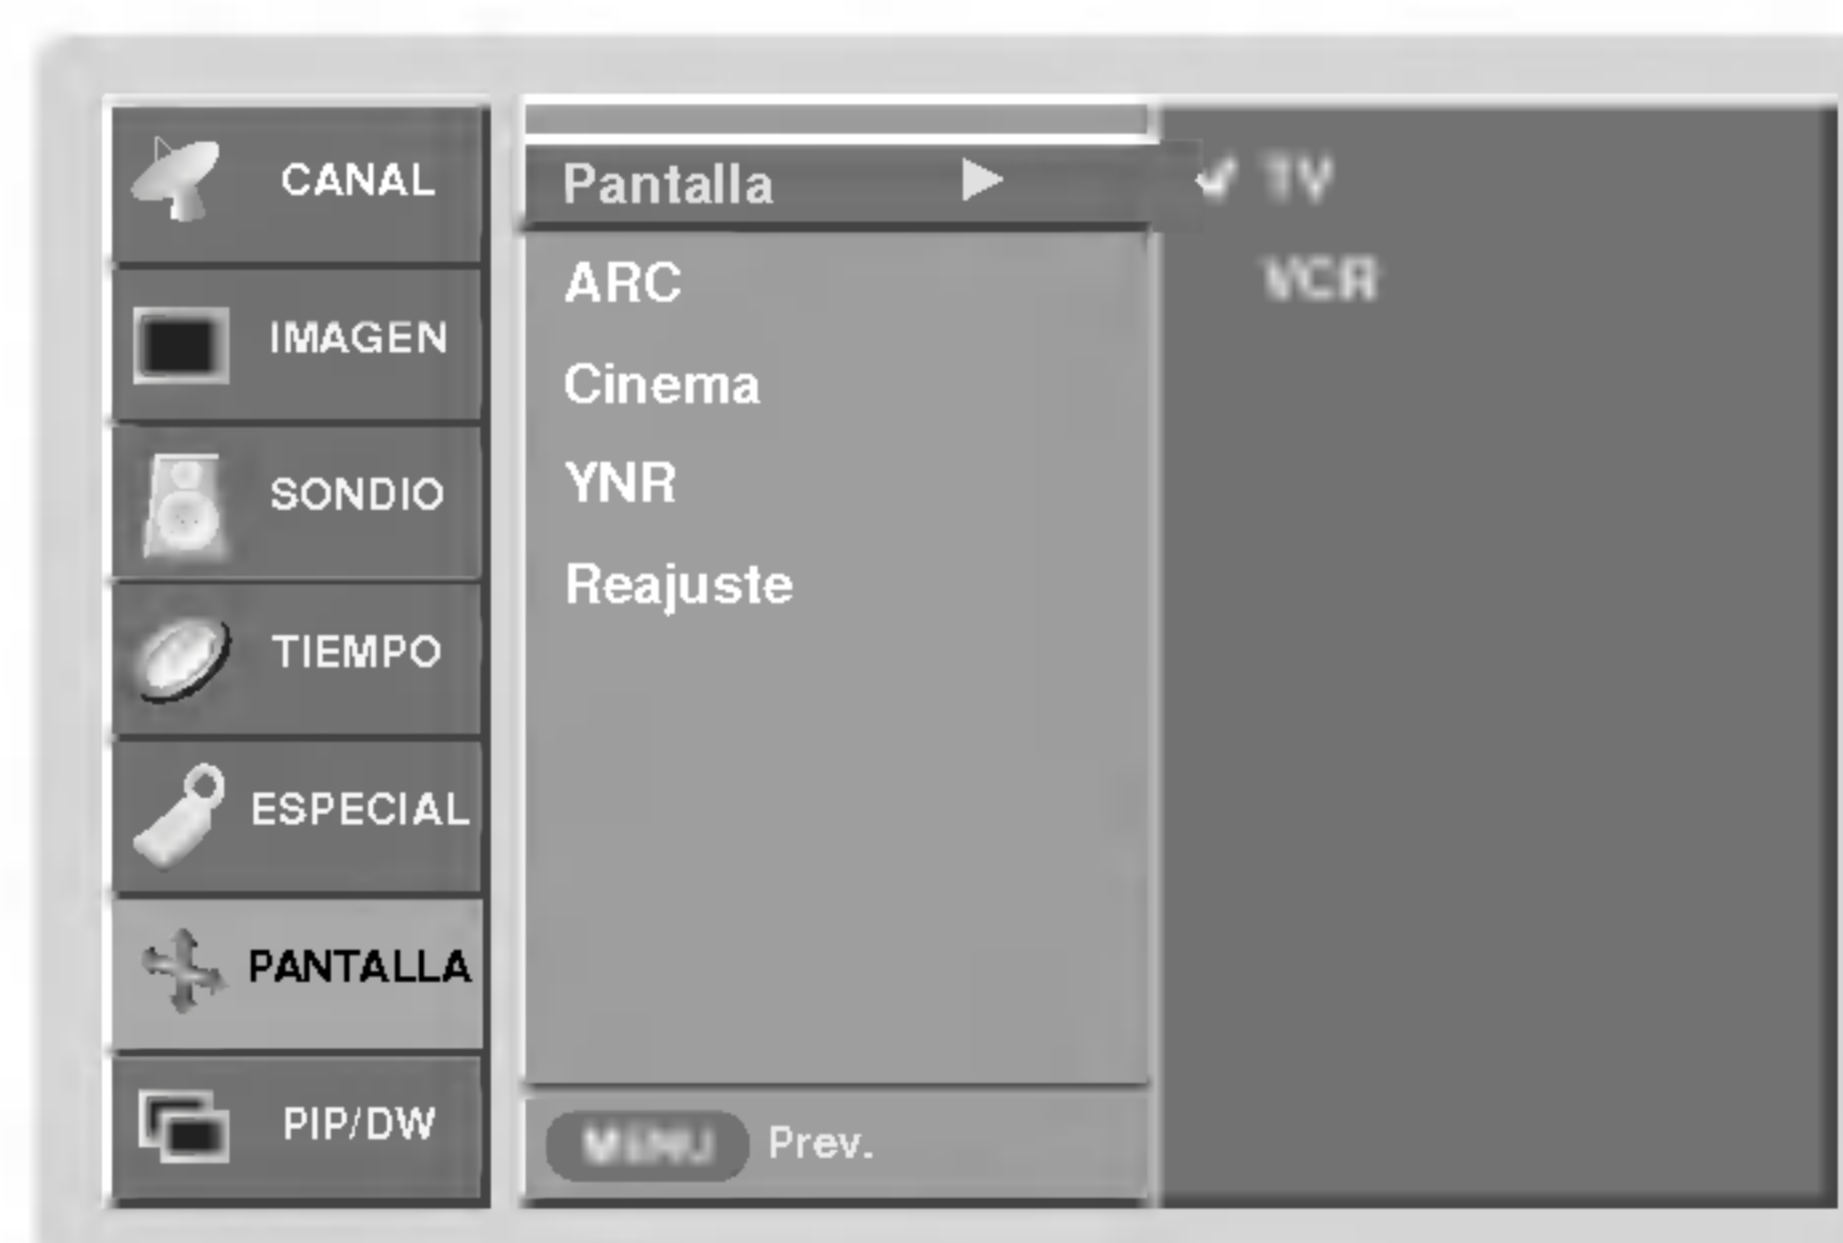 CANAL
IMAGEN
SONDIO
TIEMPO
ESPECIAL
PANTALLA
PIP/DW
Pantalla
ARC
Cinema
YNR
Reajuste
MENU Prev.
TV
VCR